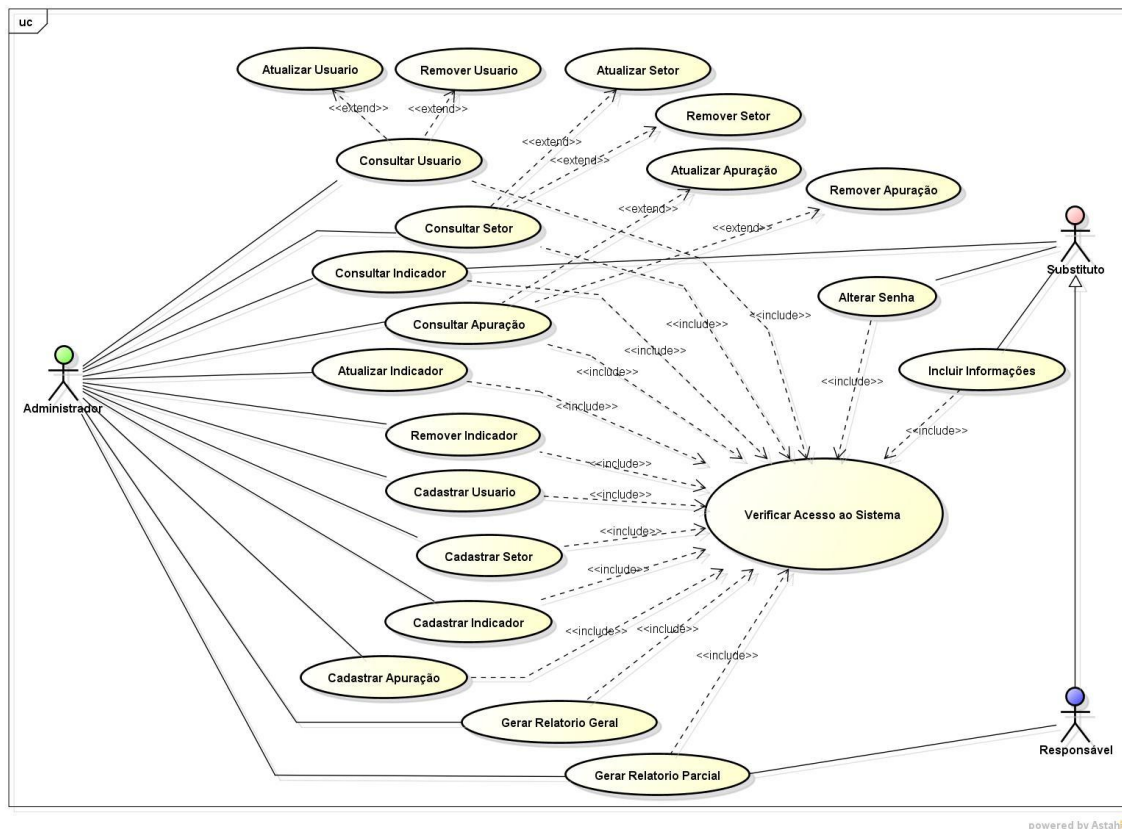 uc
Atualizar Usuario
Remover Usuario
Atualizar Setor
<<extend>>
<<extend>>
<<extend>>
Remover Setor
Consultar Usuario
<<extend>>
<<extend>>
Atualizar Apuração
Remover Apuração
<<extend>>
<<extend>>
Consultar Setor
Consultar Indicador
Substituto
Alterar Senha
Consultar Apuração
<<include>>
<<include>>
<<include>>
<<include>>
Atualizar Indicador
Incluir Informações
<<include>>
Administrador
<<include>>
<<include>>
Remover Indicador
<<include>>
Cadastrar Usuario
<<include>>
Verificar Acesso ao Sistema
Cadastrar Setor
<<include>>
<<include>>
Cadastrar Indicador
<<include>>
<<include>>
<<include>>
Cadastrar Apuração
Gerar Relatorio Geral
Responsável
Gerar Relatorio Parcial
powered by Astah